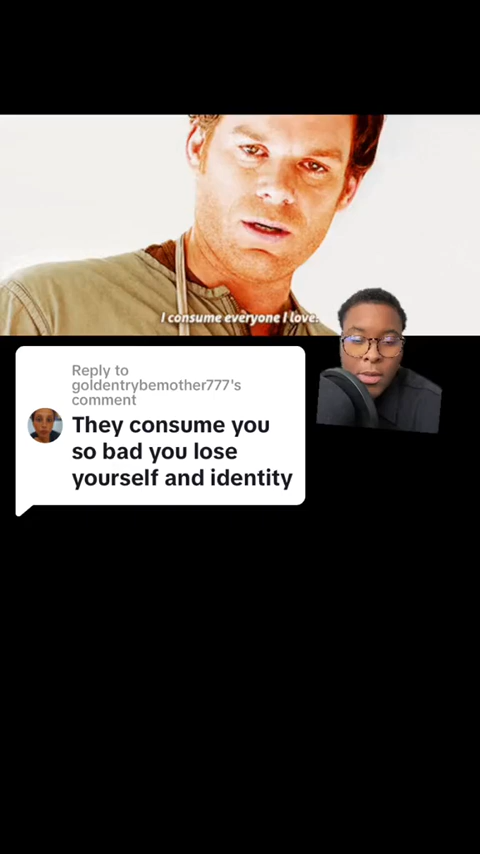 I consume everyone I love.
Reply to
goldentrybemother777's
comment
They consume you
so bad you lose
yourself and identity